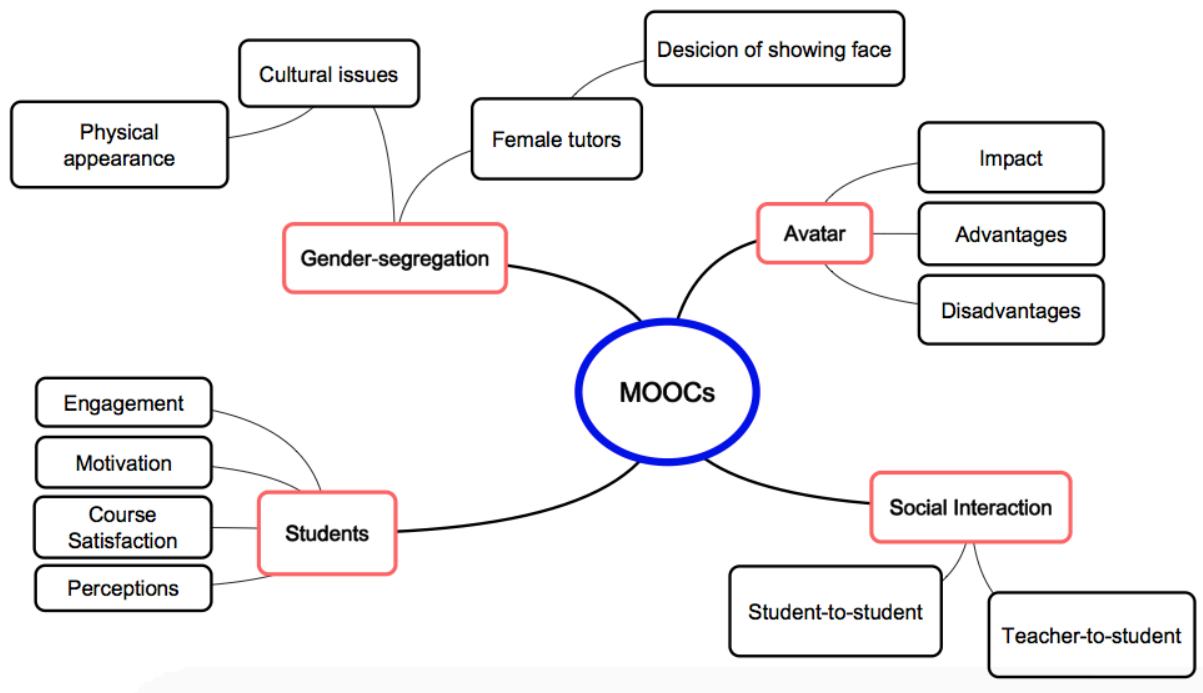 Desicion of showing face
Cultural issues
Physical
appearance
Female tutors
Impact
Avatar
Advantages
Gender-segregation
Disadvantages
MOOCs
Engagement
Motivation
Course
Satisfaction
Students
Perceptions
Social Interaction
Student-to-student
Teacher-to-student